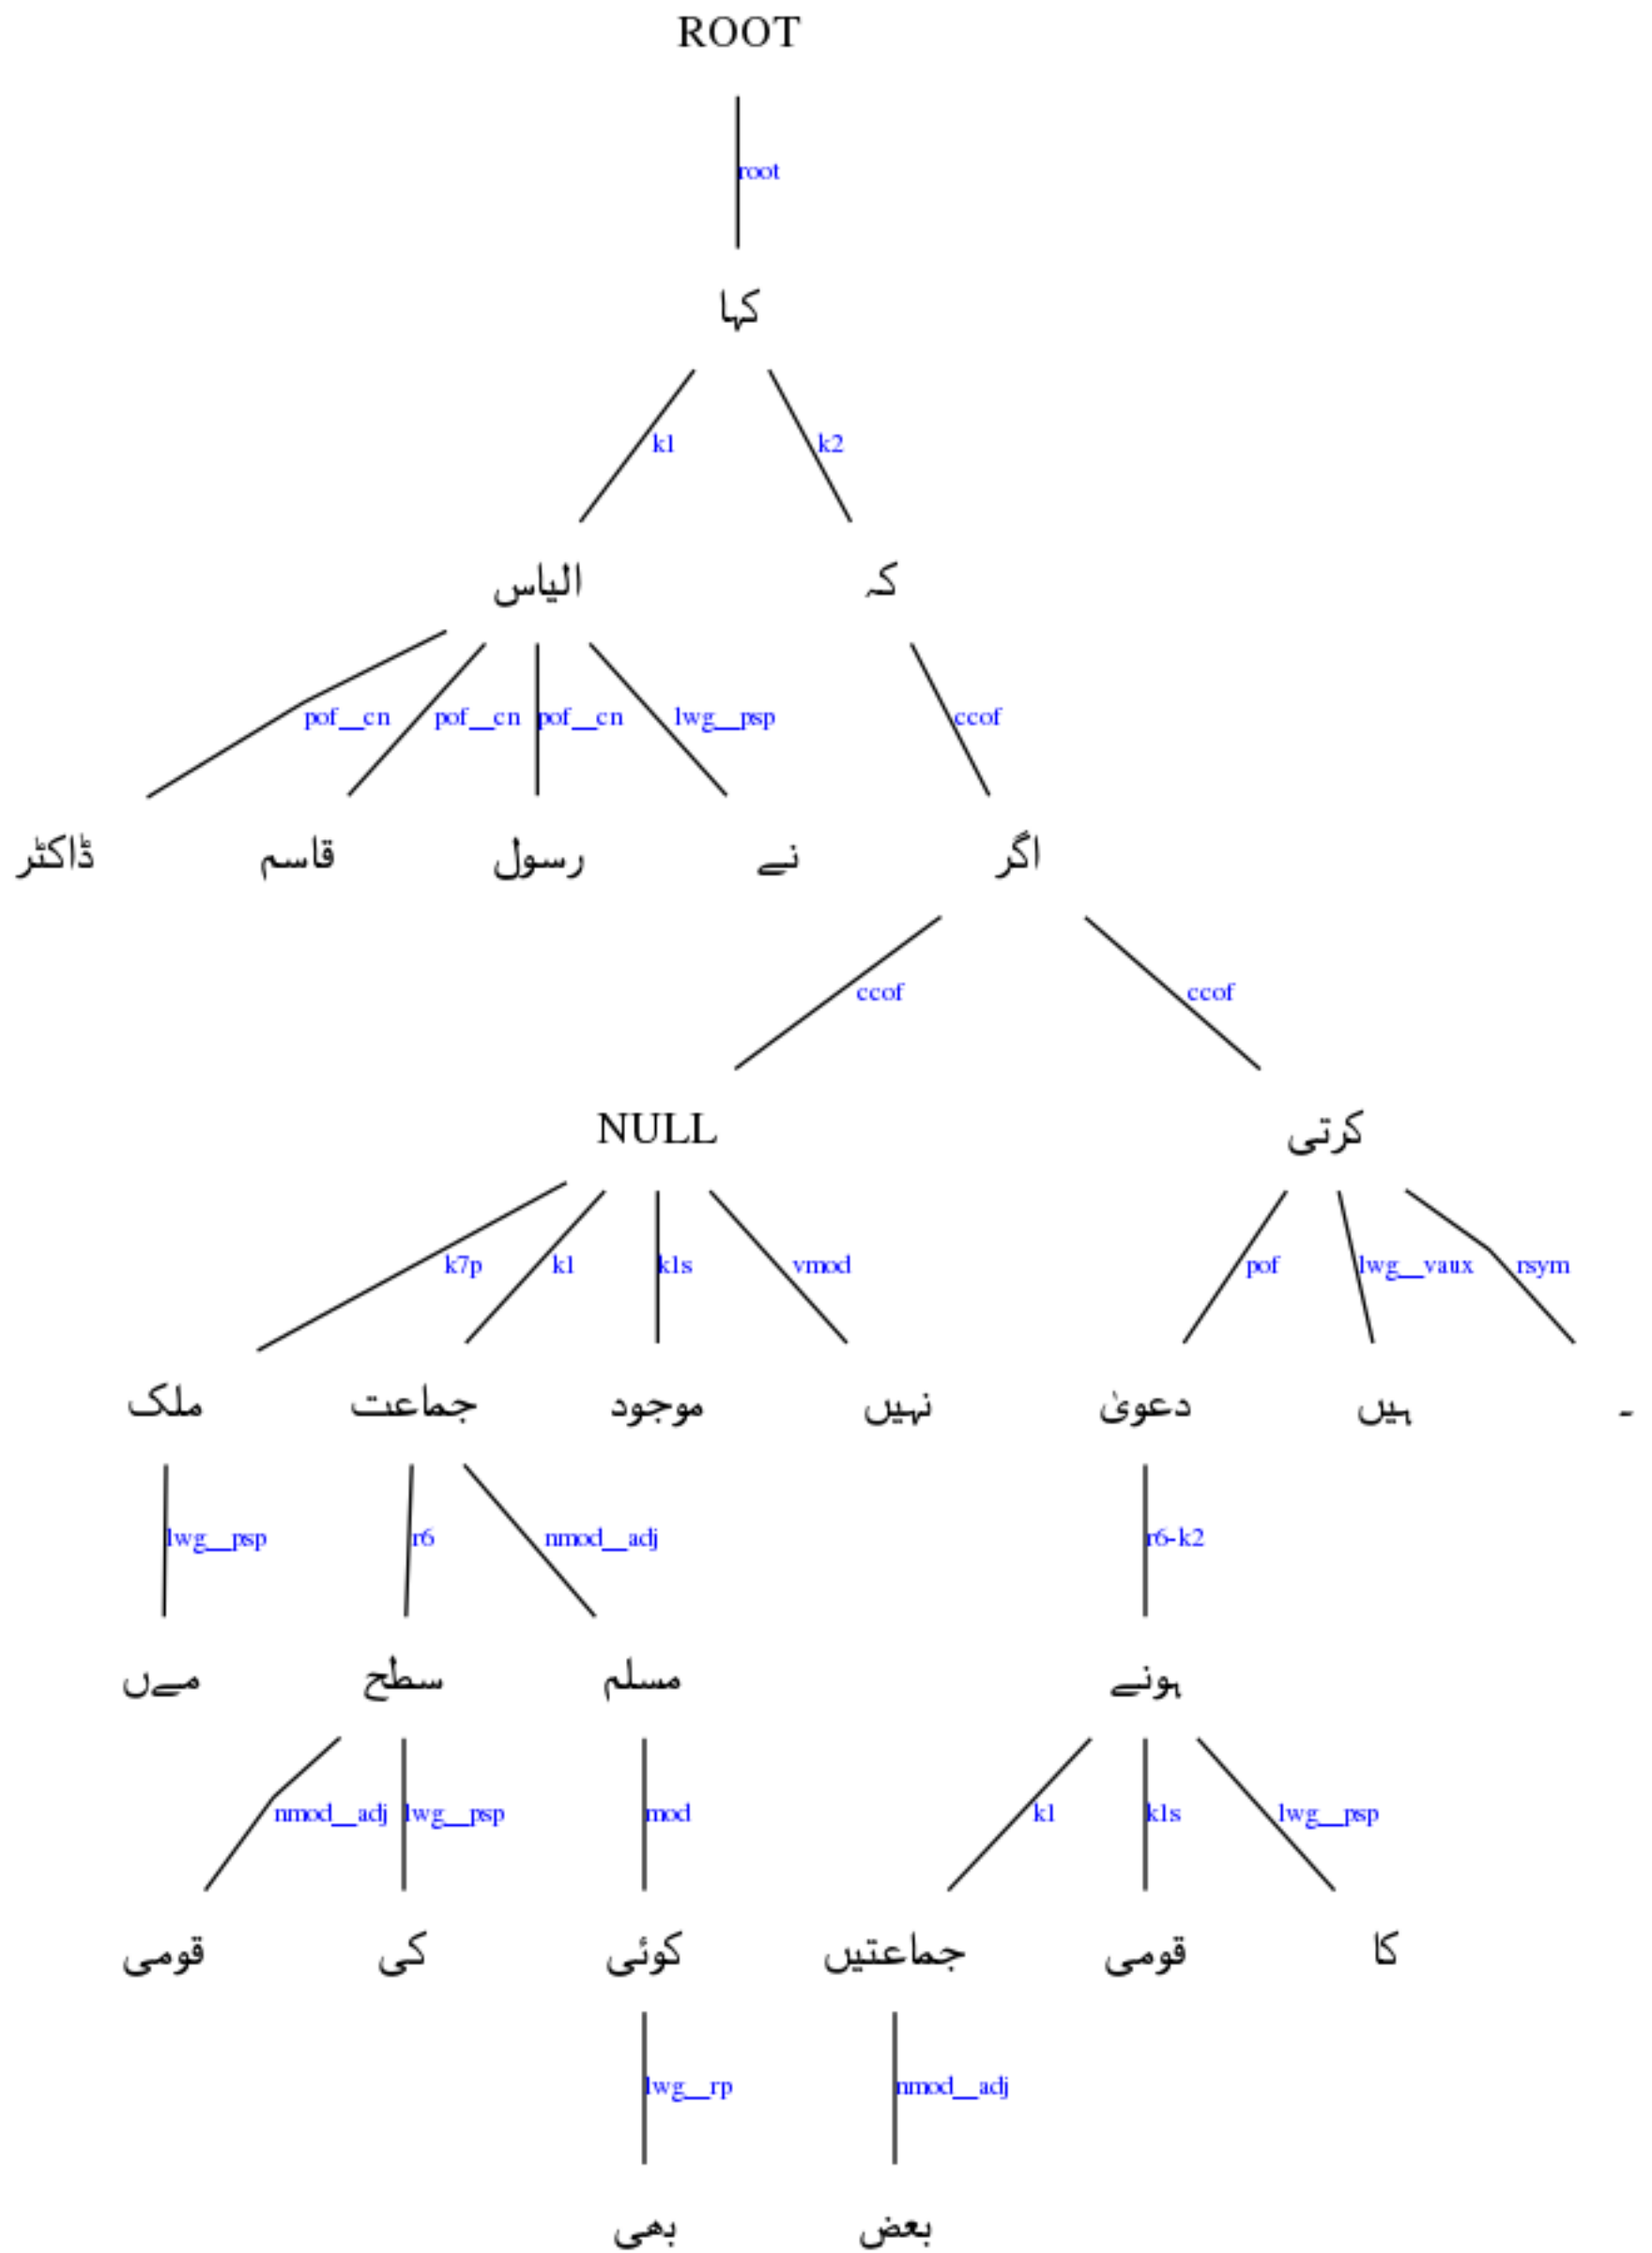 ROOT
root
کہا
k1 k2
الیاس کہ
pof__cn pof__cn pof__cn lwg__psp ccof
ڈاکٹر قاسم رسول نے اگر
ccof ccof
NULL کرتی
k7p k1 k1s vmod pof lwg__vaux rsym
ملک جماعت موجود نہیں دعویٰ ہیں ۔
lwg__psp r6 nmod__adj r6-k2
مےں سطح مسلم ہونے
nmod__adj lwg__psp mod k1 k1s lwg__psp
قومی کی کوئی جماعتیں قومی کا
lwg__rp nmod__adj
بھی بعض